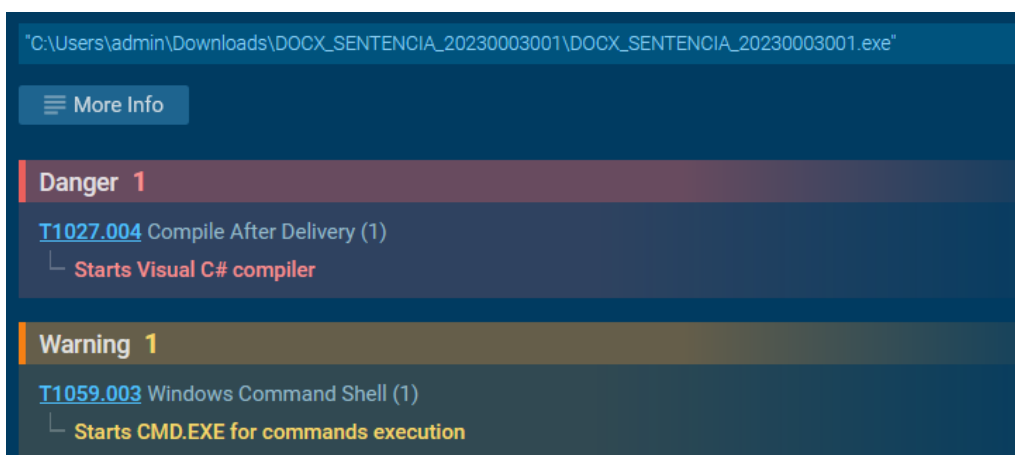 "C:\Users\admin\Downloads\DOCX_SENTENCIA_20230003001\DOCX_SENTENCIA_20230003001.exe"
More Info
Danger 1
T1027.004 Compile After Delivery (1)
Starts Visual C# compiler
Warning 1
T1059.003 Windows Command Shell (1)
Starts CMD.EXE for commands execution